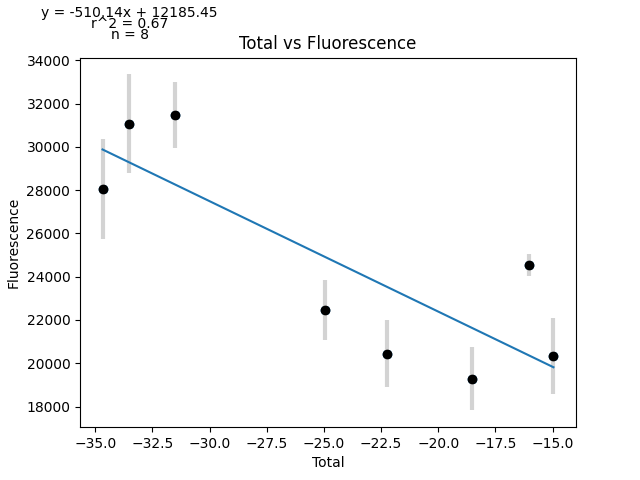 y = -510.14x + 12185.45
r^2 = 0.67
n = 8
Total vs Fluorescence
34000
32000
30000
28000
26000
24000
22000
20000
18000
Fluorescence
−35.0 −32.5 −30.0 −27.5 −25.0 −22.5 −20.0 −17.5 −15.0
Total